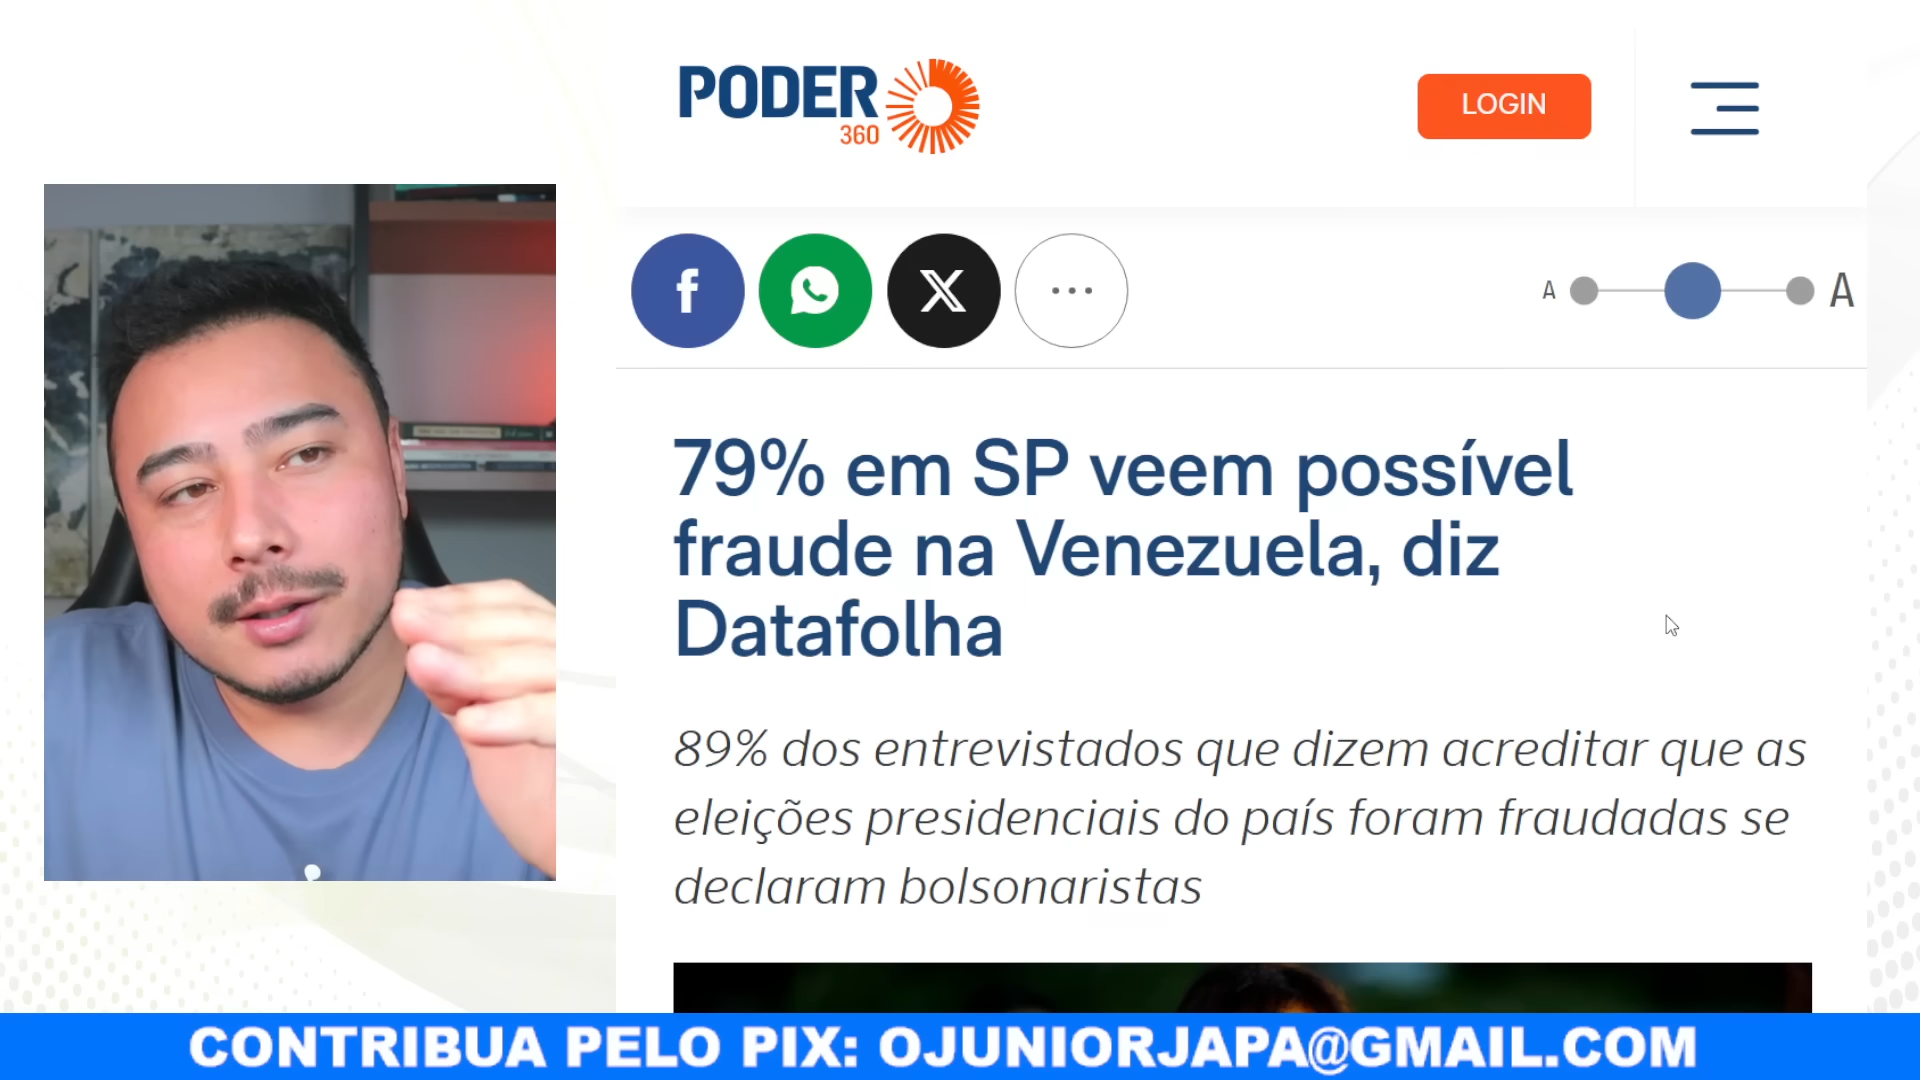 PODER
360
LOGIN
A
A
79% em SP veem possível
fraude na Venezuela, diz
Datafolha
89% dos entrevistados que dizem acreditar que as
eleições presidenciais do país foram fraudadas se
declaram bolsonaristas
CONTRIBUA PELO PIX: OJUNIORJAPA@GMAIL.COM